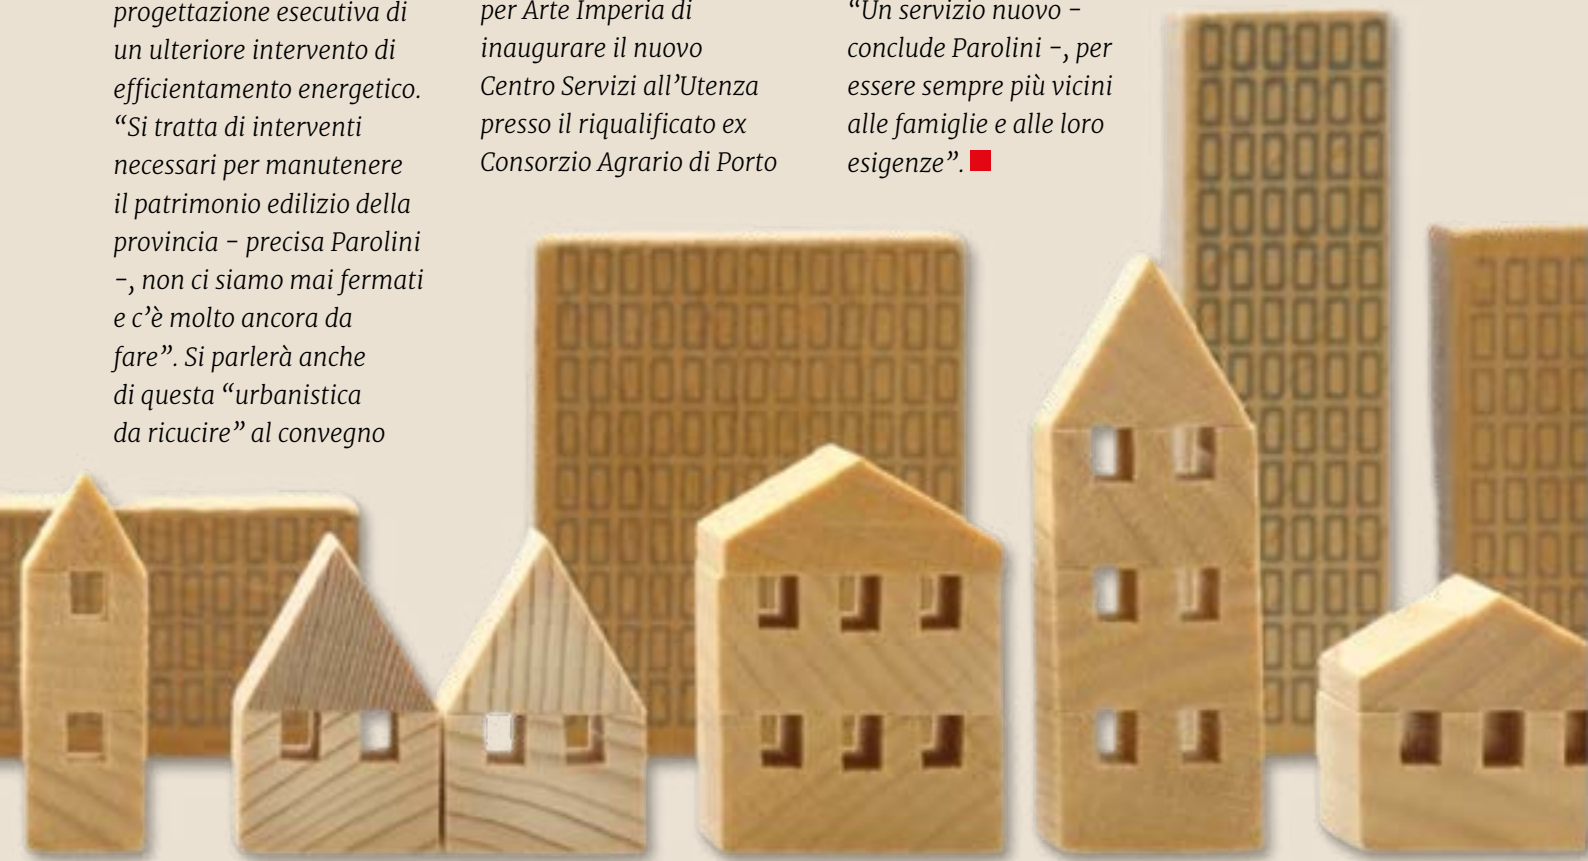 progettazione esecutiva di
un ulteriore intervento di
efficientamento energetico.
“Si tratta di interventi
necessari per manutenere
il patrimonio edilizio della
provincia – precisa Parolini
–, non ci siamo mai fermati
e c’è molto ancora da
fare”. Si parlerà anche
di questa “urbanistica
da ricucire” al convegno
per Arte Imperia di
inaugurare il nuovo
Centro Servizi all’Utenza
presso il riqualificato ex
Consorzio Agrario di Porto
“Un servizio nuovo –
conclude Parolini –, per
essere sempre più vicini
alle famiglie e alle loro
esigenze”.